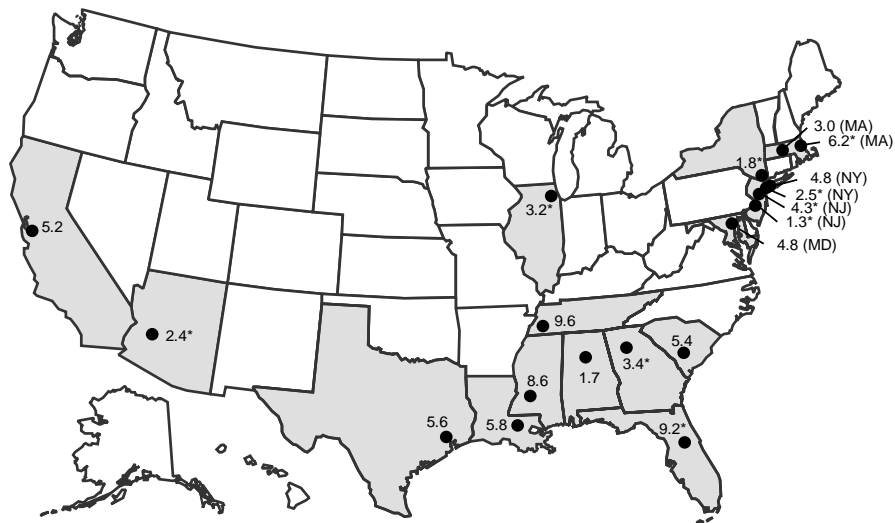 3.0 (MA)
6.2* (MA)
1.8*
4.8 (NY)
2.5* (NY)
4.3* (NJ)
1.3* (NJ)
4.8 (MD)
3.2*
5.2
2.4*
9.6
5.4
3.4*
1.7
8.6
5.6
5.8
9.2*